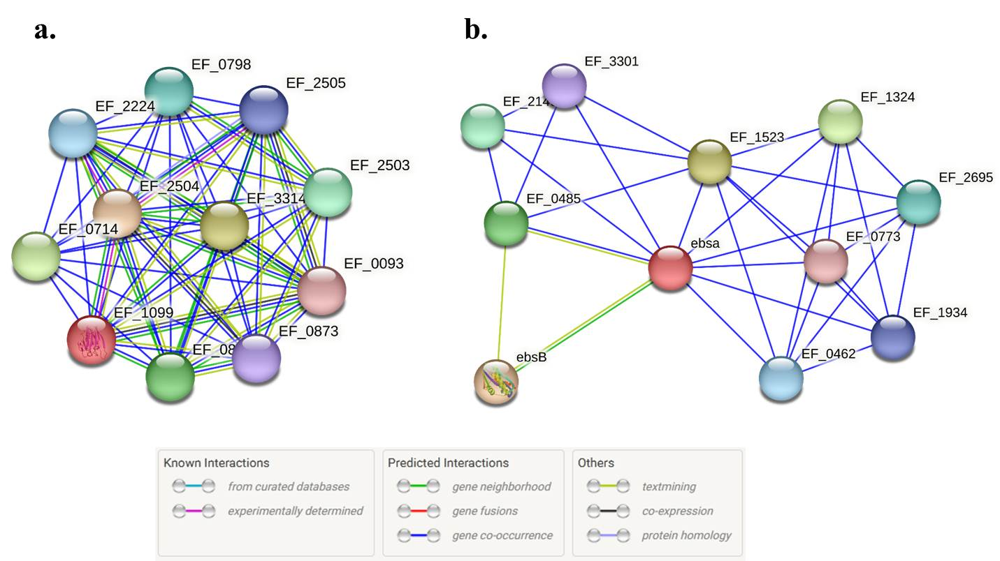 a.
b.
EF_0798
EF_2505
EF_2224
EF_2503
EF_2504
EF_3314
EF_0714
EF_0093
EF_1099
EF_0873
EF_3301
EF_1324
EF_1523
EF_2695
EF_0485
ebsa
EF_0773
EF_1934
EF_0462
ebsB
Known Interactions
from curated databases
experimentally determined
Predicted Interactions
gene neighborhood
gene fusions
gene co-occurrence
Others
textmining
co-expression
protein homology